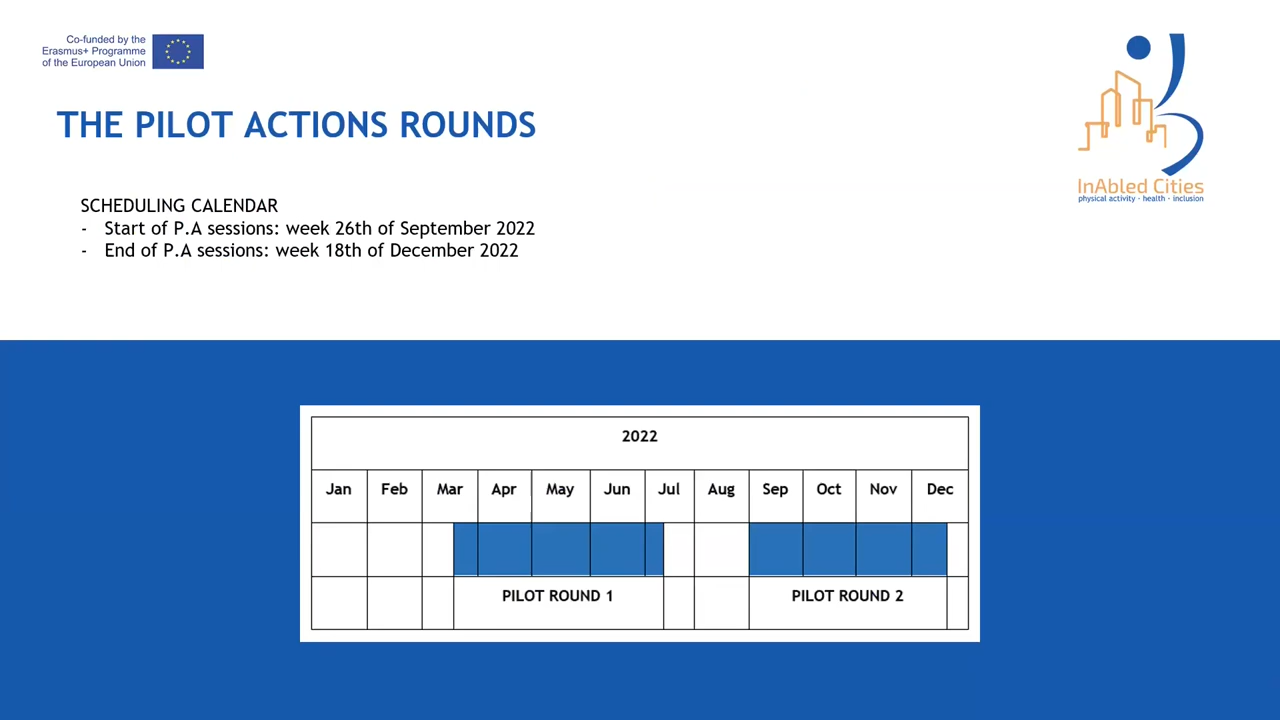 Co-funded by the
Erasmus+ Programme
of the European Union
THE PILOT ACTIONS ROUNDS
InAbled Cities
physical activity - health - inclusion
SCHEDULING CALENDAR
- Start of P.A sessions: week 26th of September 2022
- End of P.A sessions: week 18th of December 2022
2022
Jan Feb Mar Apr May Jun Jul Aug Sep Oct Nov Dec
PILOT ROUND 1 PILOT ROUND 2